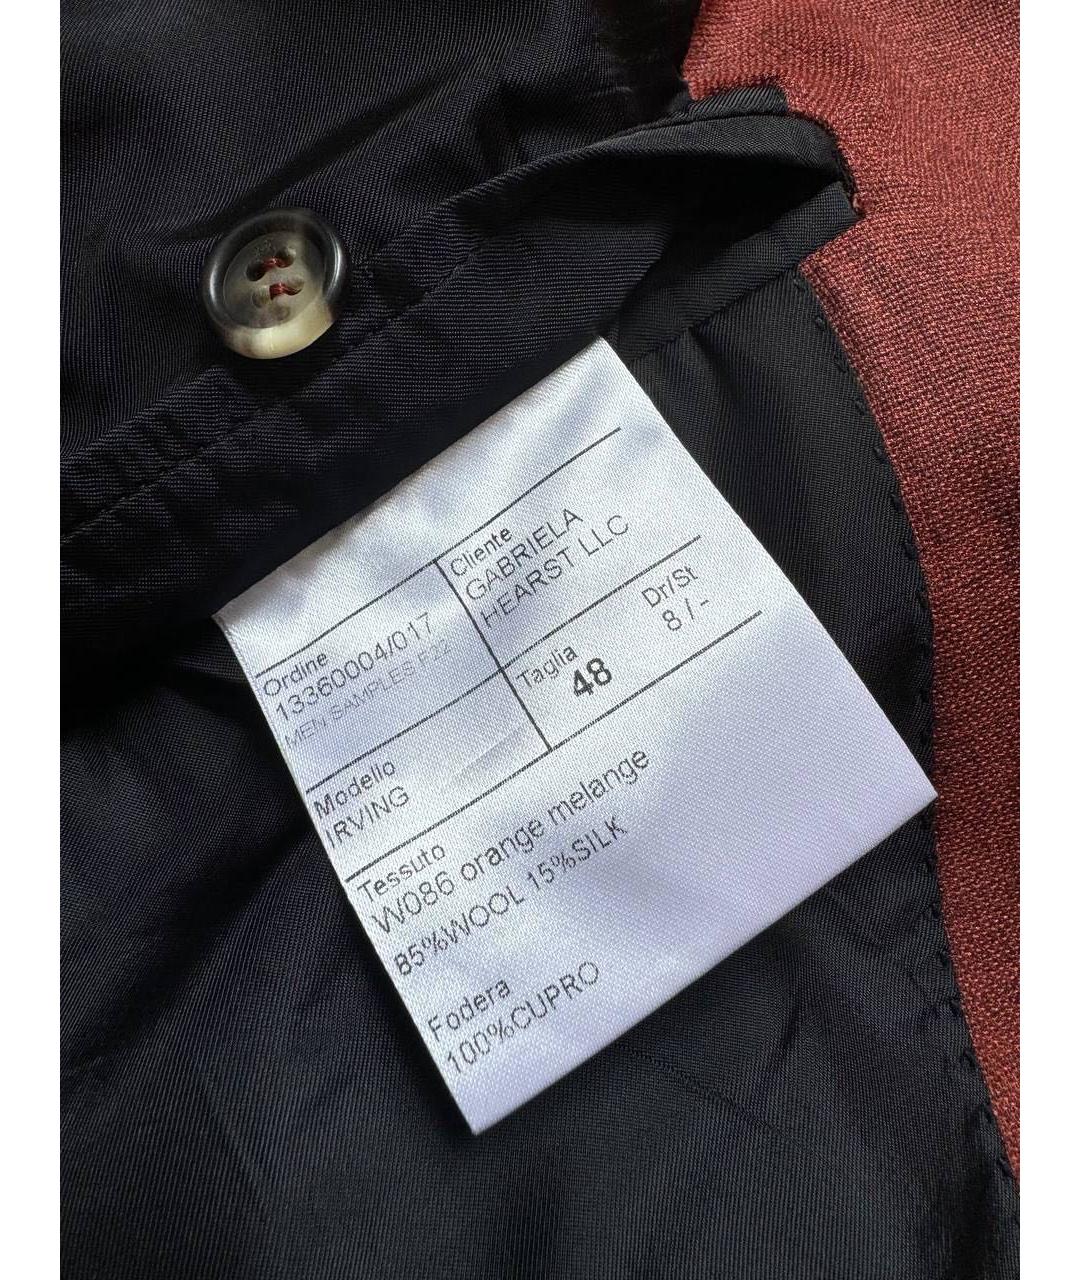 Ordine
13360004/017
MEN SAMPLES F22
Cliente
GABRIELA
HEARST LLC
Modello
IRVING
Taglia
48
Dr/St
8 / -
Tessuto
W086 orange melange
85%WOOL 15%SILK
Fodera
100%CUPRO